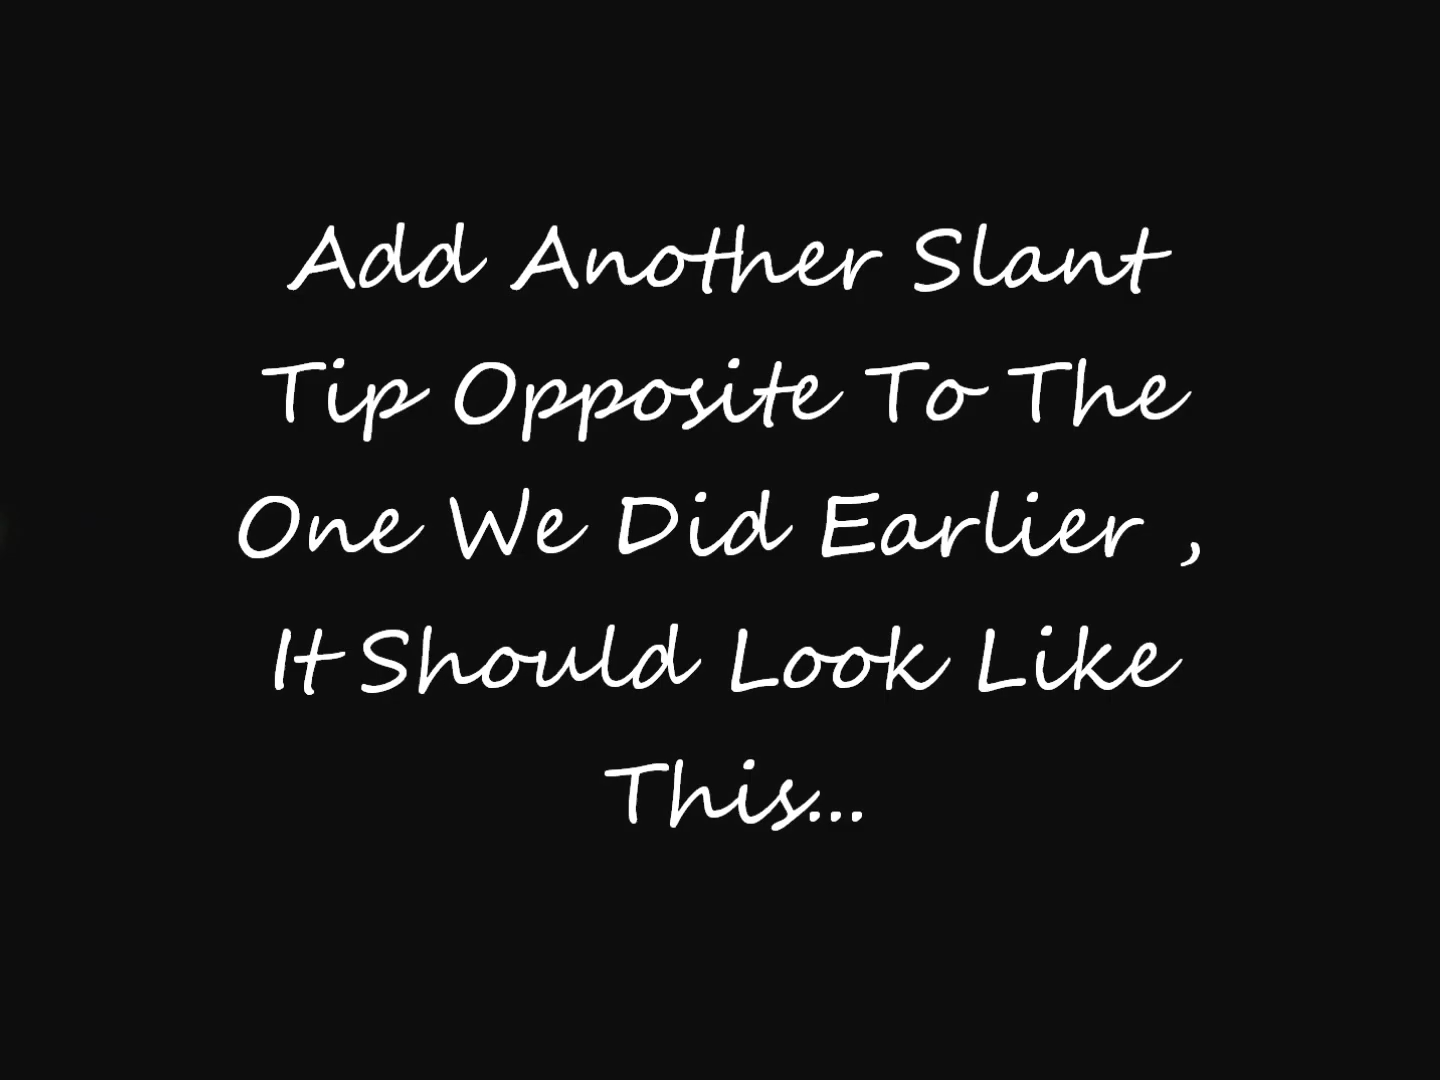 Add Another Slant
Tip Opposite To The
One We Did Earlier ,
It Should Look Like
This...